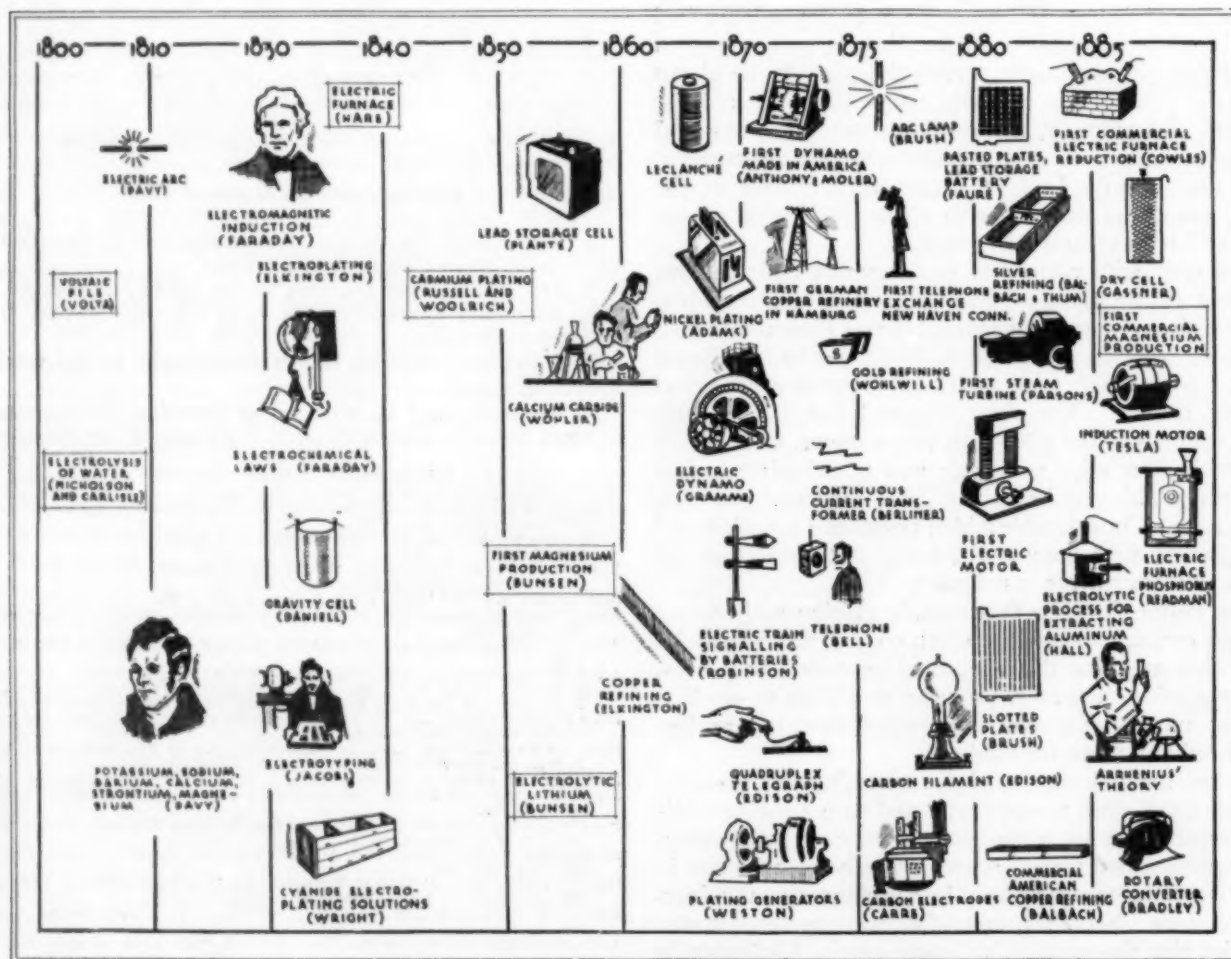 1800 1810 1830 1840 1850 1860 1870 1875 1880 1885
ELECTRIC ARC
(DAVY)
VOLTAIC
PILE
(VOLTA)
ELECTROLYSIS
OF WATER
(NICHOLSON
AND CARLISLE)
POTASSIUM, SODIUM,
BARIUM, CALCIUM,
STRONTIUM, MAGNE-
SIUM (DAVY)
ELECTRIC
FURNACE
(HARE)
ELECTROMAGNETIC
INDUCTION
(FARADAY)
ELECTROPLATING
(ELKINGTON)
ELECTROCHEMICAL
LAWS (FARADAY)
GRAVITY CELL
(DANIELL)
ELECTROTYPING
(JACOBI)
CYANIDE ELECTRO-
PLATING SOLUTIONS
(WRIGHT)
LEAD STORAGE CELL
(PLANTÉ)
CADMIUM PLATING
(RUSSELL AND
WOOLRICH)
CALCIUM CARBIDE
(WÖHLER)
FIRST MAGNESIUM
PRODUCTION
(BUNSEN)
COPPER
REFINING
(ELKINGTON)
ELECTROLYTIC
LITHIUM
(BUNSEN)
LECLANCHÉ
CELL
FIRST DYNAMO
MADE IN AMERICA
(ANTHONY & MOLER)
NICKEL PLATING
(ADAMS)
FIRST GERMAN
COPPER REFINERY
IN HAMBURG
ELECTRIC
DYNAMO
(GRAMME)
ELECTRIC TRAIN
SIGNALLING
BY BATTERIES
(ROBINSON)
TELEPHONE
(BELL)
QUADRUPLEX
TELEGRAPH
(EDISON)
PLATING GENERATORS
(WESTON)
ARC LAMP
(BRUSH)
FIRST TELEPHONE
EXCHANGE
NEW HAVEN CONN.
GOLD REFINING
(WOHLWILL)
CONTINUOUS
CURRENT TRANS-
FORMER (BERLINER)
CARBON FILAMENT (EDISON)
CARBON ELECTRODES
(CARRE)
PASTED PLATES,
LEAD STORAGE
BATTERY
(FAURE)
SILVER
REFINING (BAL-
BACH & THUM)
FIRST STEAM
TURBINE (PARSONS)
FIRST
ELECTRIC
MOTOR
SLOTTED
PLATES
(BRUSH)
COMMERCIAL
AMERICAN
COPPER REFINING
(BALBACH)
FIRST COMMERCIAL
ELECTRIC FURNACE
REDUCTION (COWLES)
DRY CELL
(GASSNER)
FIRST
COMMERCIAL
MAGNESIUM
PRODUCTION
INDUCTION MOTOR
(TESLA)
ELECTRIC
FURNACE
PHOSPHORUS
(READMAN)
ELECTROLYTIC
PROCESS FOR
EXTRACTING
ALUMINUM
(HALL)
ARRHENIUS'
THEORY
ROTARY
CONVERTER
(BRADLEY)